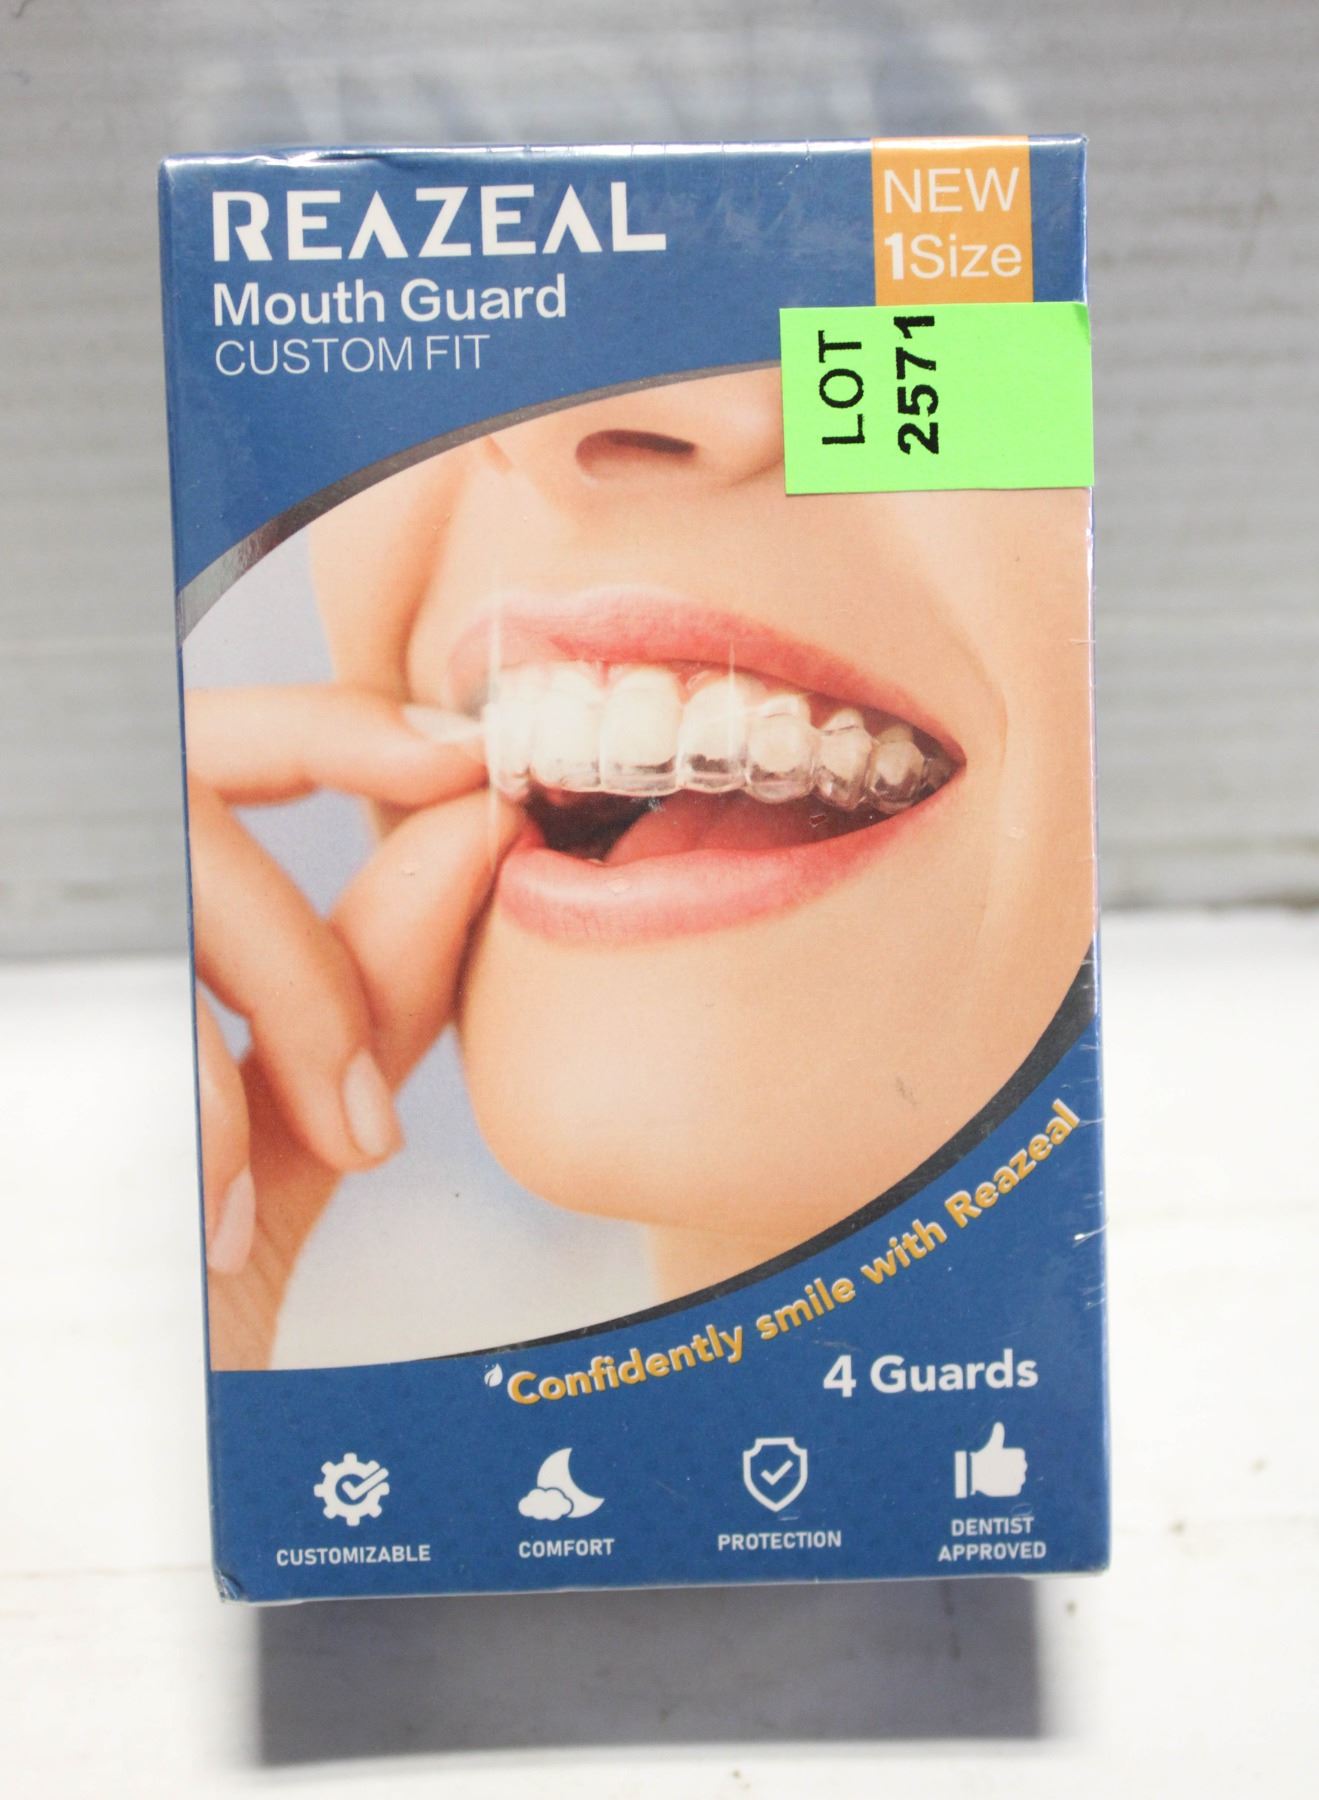 REAZEAL
Mouth Guard
CUSTOM FIT
NEW
1Size
LOT
2571
Confidently smile with Reazeal
4 Guards
CUSTOMIZABLE
COMFORT
PROTECTION
DENTIST
APPROVED